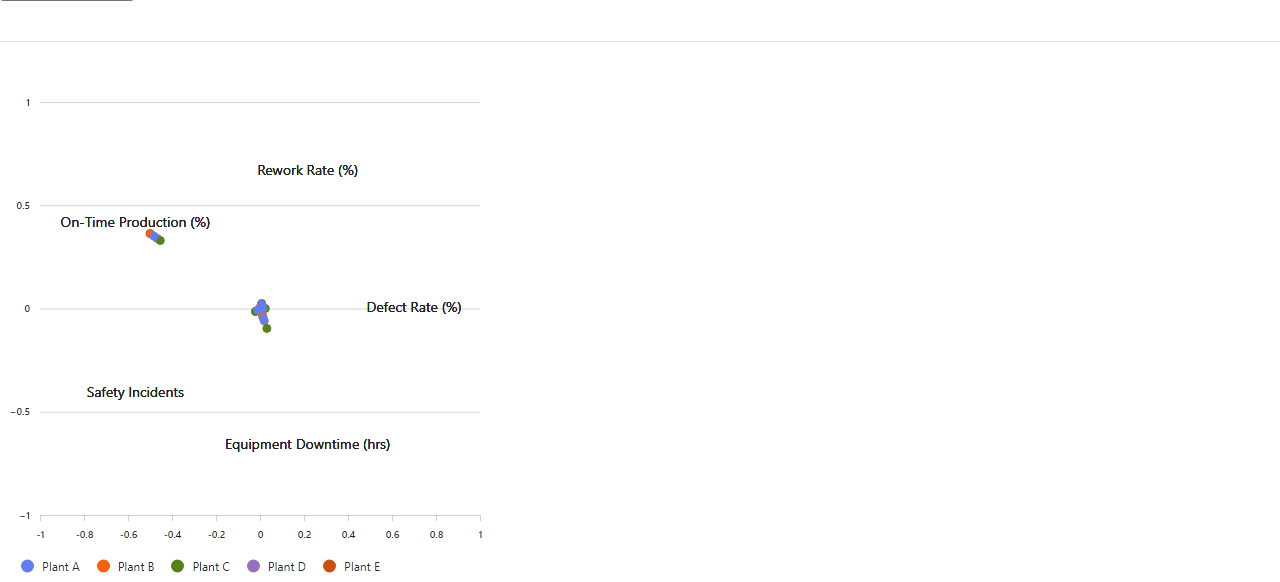 1
Rework Rate (%)
0.5
On-Time Production (%)
0
Defect Rate (%)
Safety Incidents
−0.5
Equipment Downtime (hrs)
−1
-1 -0.8 -0.6 -0.4 -0.2 0 0.2 0.4 0.6 0.8 1
Plant A Plant B Plant C Plant D Plant E